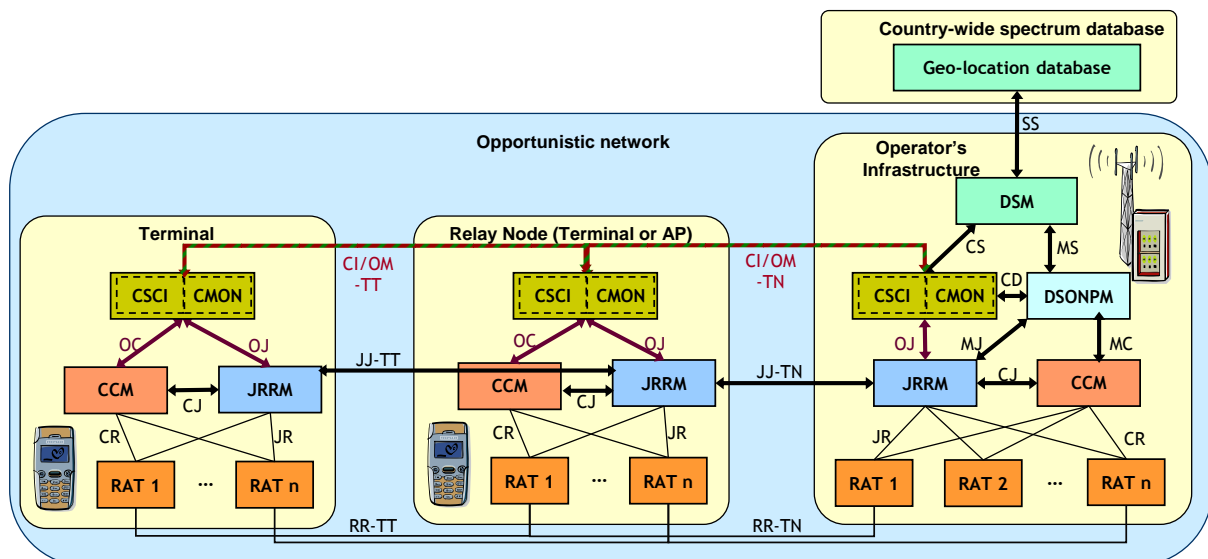 Country-wide spectrum database
Geo-location database
SS
Opportunistic network
Operator's
Infrastructure
DSM
Terminal
Relay Node (Terminal or AP)
CI/OM
-TT
CI/OM
-TN
CS
MS
CSCI
CMON
CSCI
CMON
CSCI
CMON
CD
DSONPM
OC
OJ
OC
OJ
OJ
MJ
MC
JJ-TT
JJ-TN
CCM
CJ
JRRM
CCM
CJ
JRRM
JRRM
CJ
CCM
CR
JR
CR
JR
JR
CR
RAT 1
...
RAT n
RAT 1
...
RAT n
RAT 1
RAT 2
...
RAT n
RR-TT
RR-TN